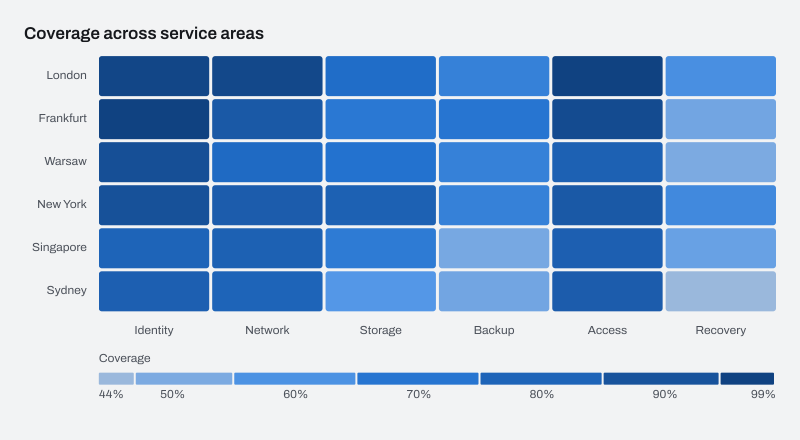 Coverage across service areas
London
Frankfurt
Warsaw
New York
Singapore
Sydney
Identity Network Storage Backup Access Recovery
Coverage
44% 50% 60% 70% 80% 90% 99%